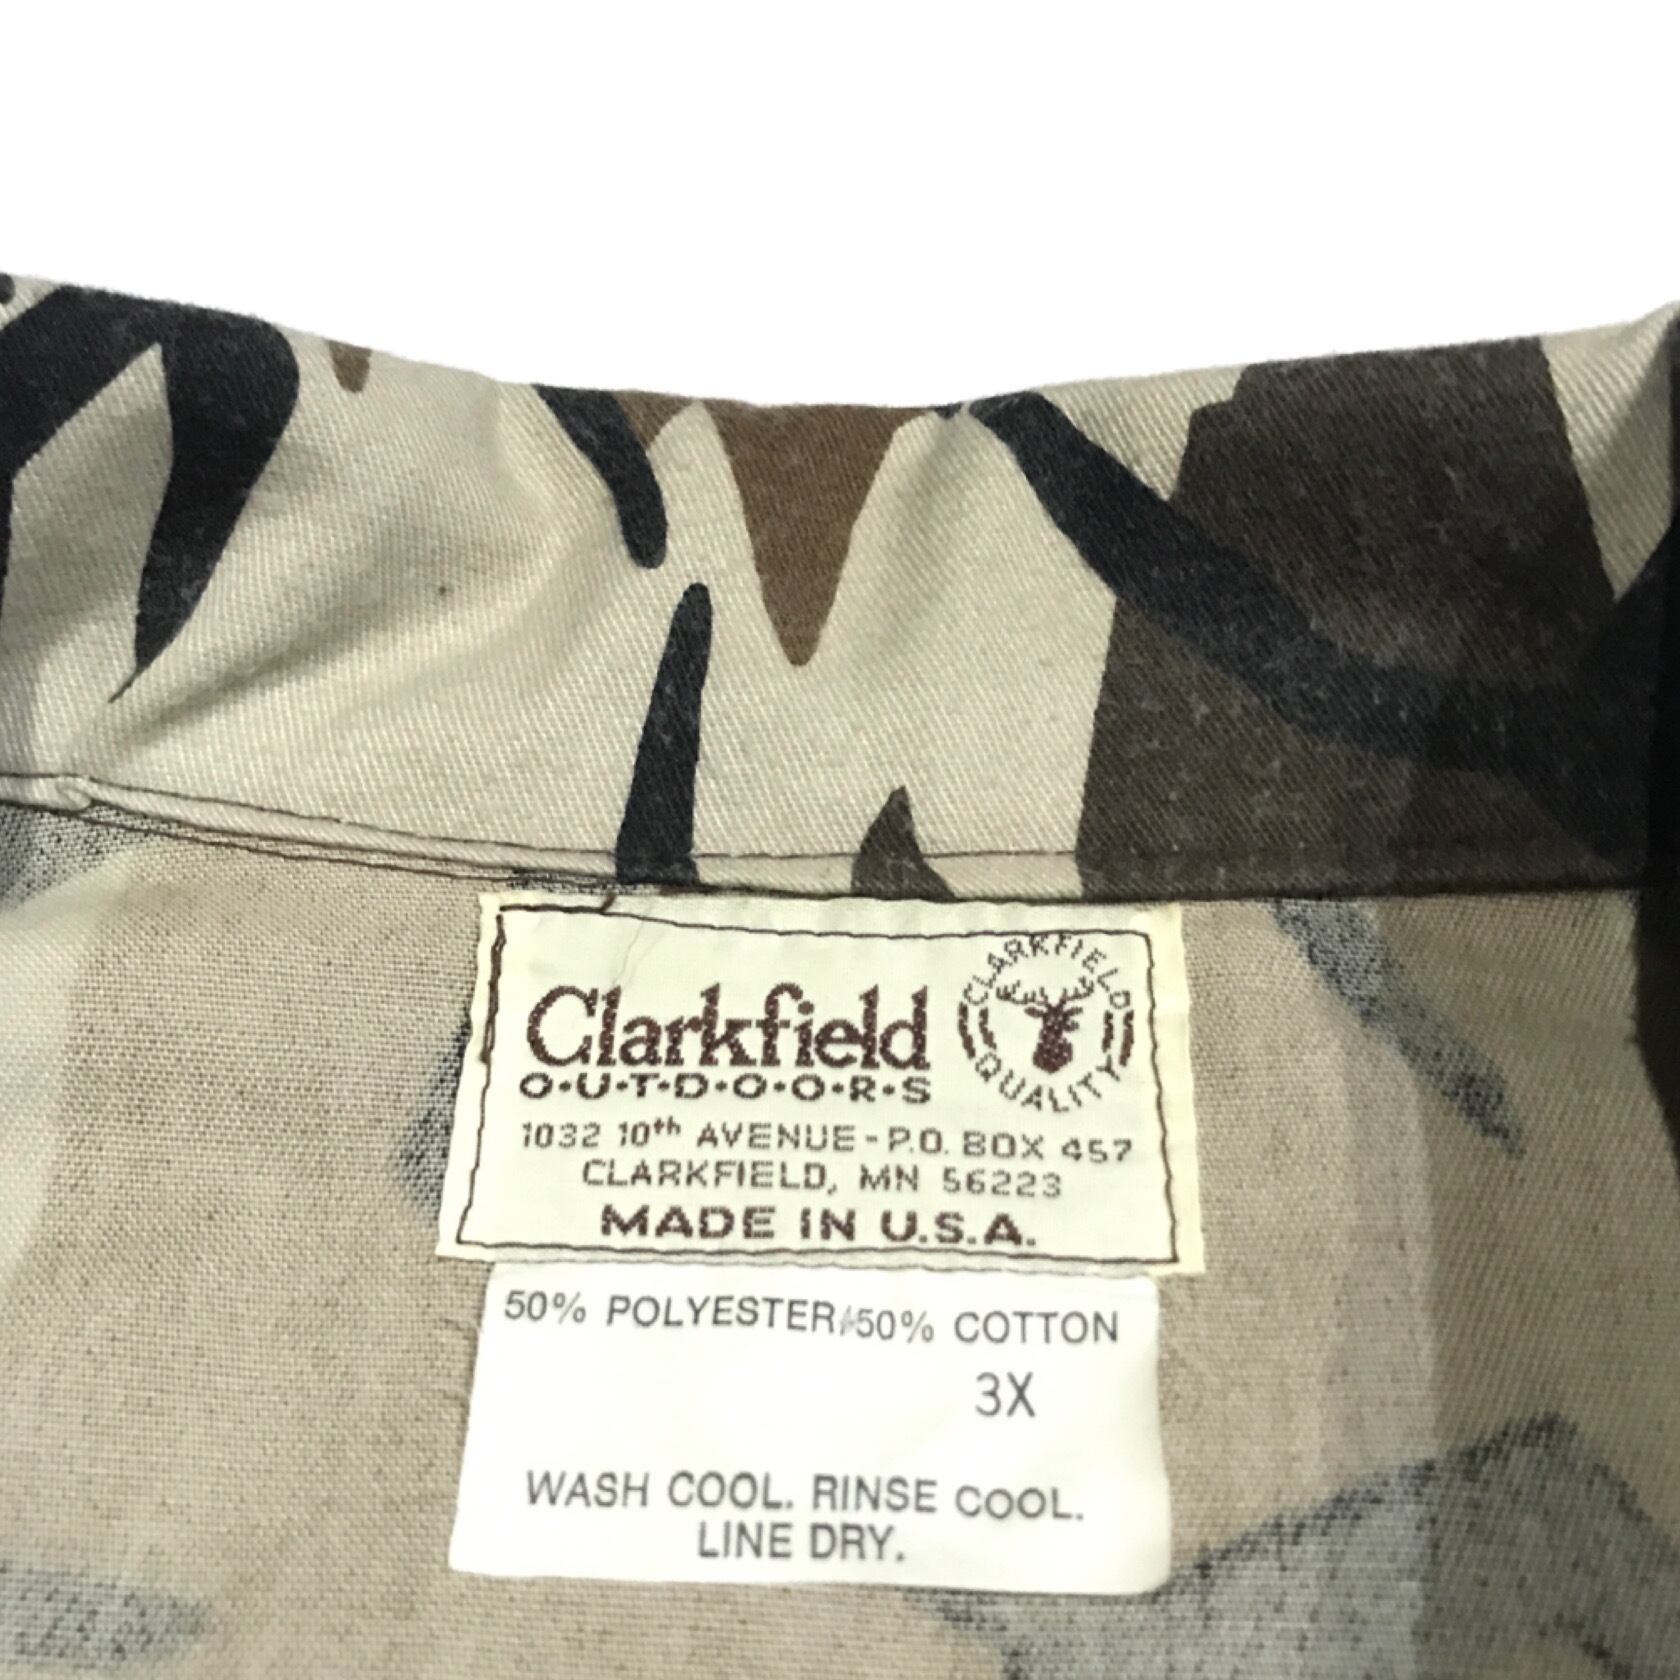 Clarkfield
O·U·T·D·O·O·R·S
CLARKFIELD
QUALITY
1032 10th AVENUE - P.O. BOX 457
CLARKFIELD, MN 56223
MADE IN U.S.A.
50% POLYESTER/50% COTTON
3X
WASH COOL. RINSE COOL.
LINE DRY.